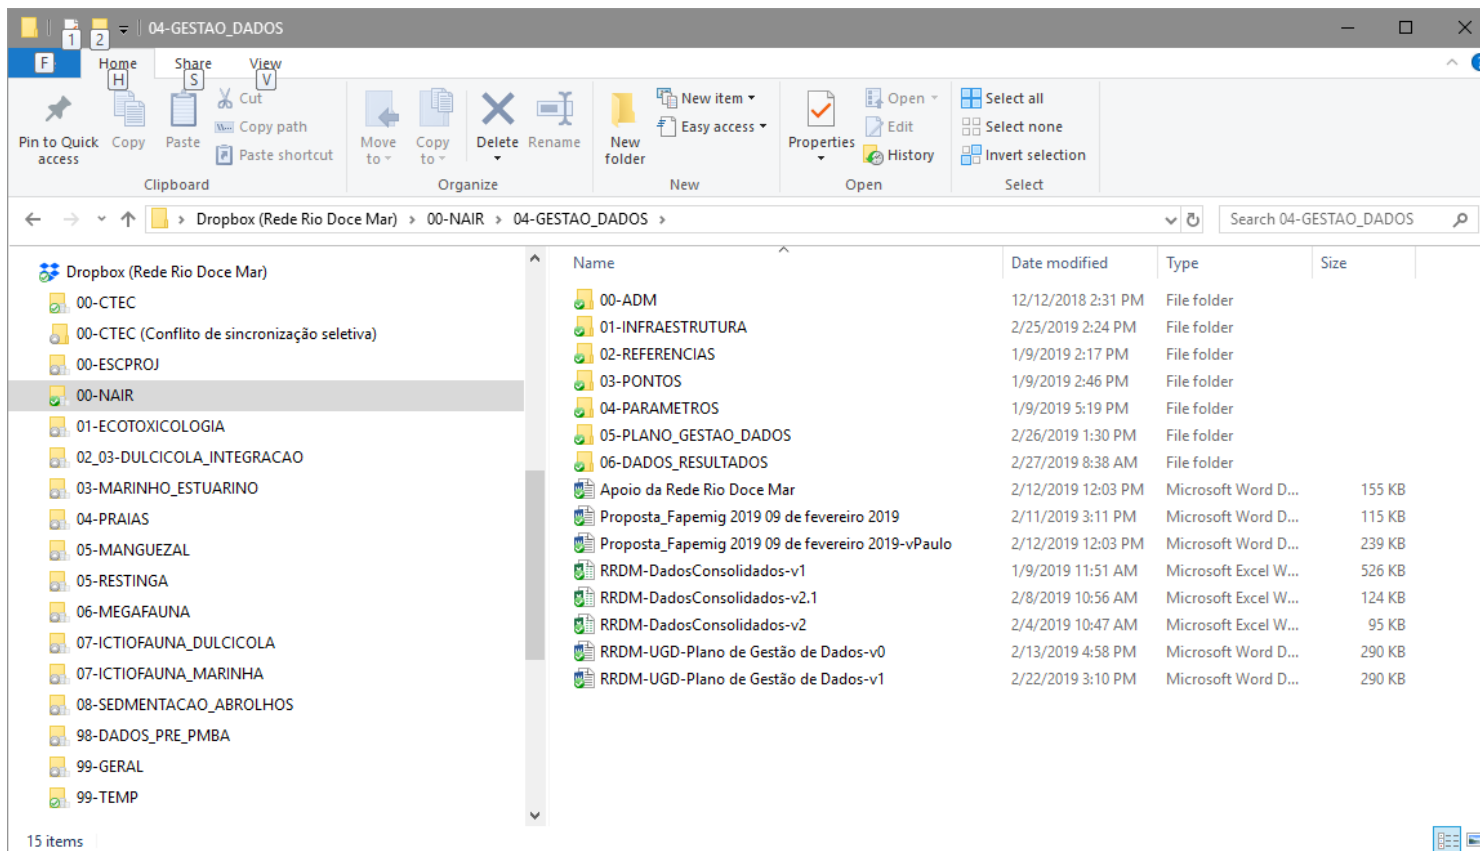 04-GESTAO_DADOS
1 2
F Home Share View
H S V
Pin to Quick access
Copy
Paste
Cut
Copy path
Paste shortcut
Clipboard
Move to
Copy to
Delete
Rename
Organize
New folder
New item
Easy access
New
Properties
Open
Edit
History
Open
Select all
Select none
Invert selection
Select
Dropbox (Rede Rio Doce Mar) > 00-NAIR > 04-GESTAO_DADOS >
Search 04-GESTAO_DADOS
Dropbox (Rede Rio Doce Mar)
00-CTEC
00-CTEC (Conflito de sincronização seletiva)
00-ESCPROJ
00-NAIR
01-ECOTOXICOLOGIA
02_03-DULCICOLA_INTEGRACAO
03-MARINHO_ESTUARINO
04-PRAIAS
05-MANGUEZAL
05-RESTINGA
06-MEGAFAUNA
07-ICTIOFAUNA_DULCICOLA
07-ICTIOFAUNA_MARINHA
08-SEDMENTACAO_ABROLHOS
98-DADOS_PRE_PMBA
99-GERAL
99-TEMP
Name Date modified Type Size
00-ADM 12/12/2018 2:31 PM File folder
01-INFRAESTRUTURA 2/25/2019 2:24 PM File folder
02-REFERENCIAS 1/9/2019 2:17 PM File folder
03-PONTOS 1/9/2019 2:46 PM File folder
04-PARAMETROS 1/9/2019 5:19 PM File folder
05-PLANO_GESTAO_DADOS 2/26/2019 1:30 PM File folder
06-DADOS_RESULTADOS 2/27/2019 8:38 AM File folder
Apoio da Rede Rio Doce Mar 2/12/2019 12:03 PM Microsoft Word D... 155 KB
Proposta_Fapemig 2019 09 de fevereiro 2019 2/11/2019 3:11 PM Microsoft Word D... 115 KB
Proposta_Fapemig 2019 09 de fevereiro 2019-vPaulo 2/12/2019 12:03 PM Microsoft Word D... 239 KB
RRDM-DadosConsolidados-v1 1/9/2019 11:51 AM Microsoft Excel W... 526 KB
RRDM-DadosConsolidados-v2.1 2/8/2019 10:56 AM Microsoft Excel W... 124 KB
RRDM-DadosConsolidados-v2 2/4/2019 10:47 AM Microsoft Excel W... 95 KB
RRDM-UGD-Plano de Gestão de Dados-v0 2/13/2019 4:58 PM Microsoft Word D... 290 KB
RRDM-UGD-Plano de Gestão de Dados-v1 2/22/2019 3:10 PM Microsoft Word D... 290 KB
15 items